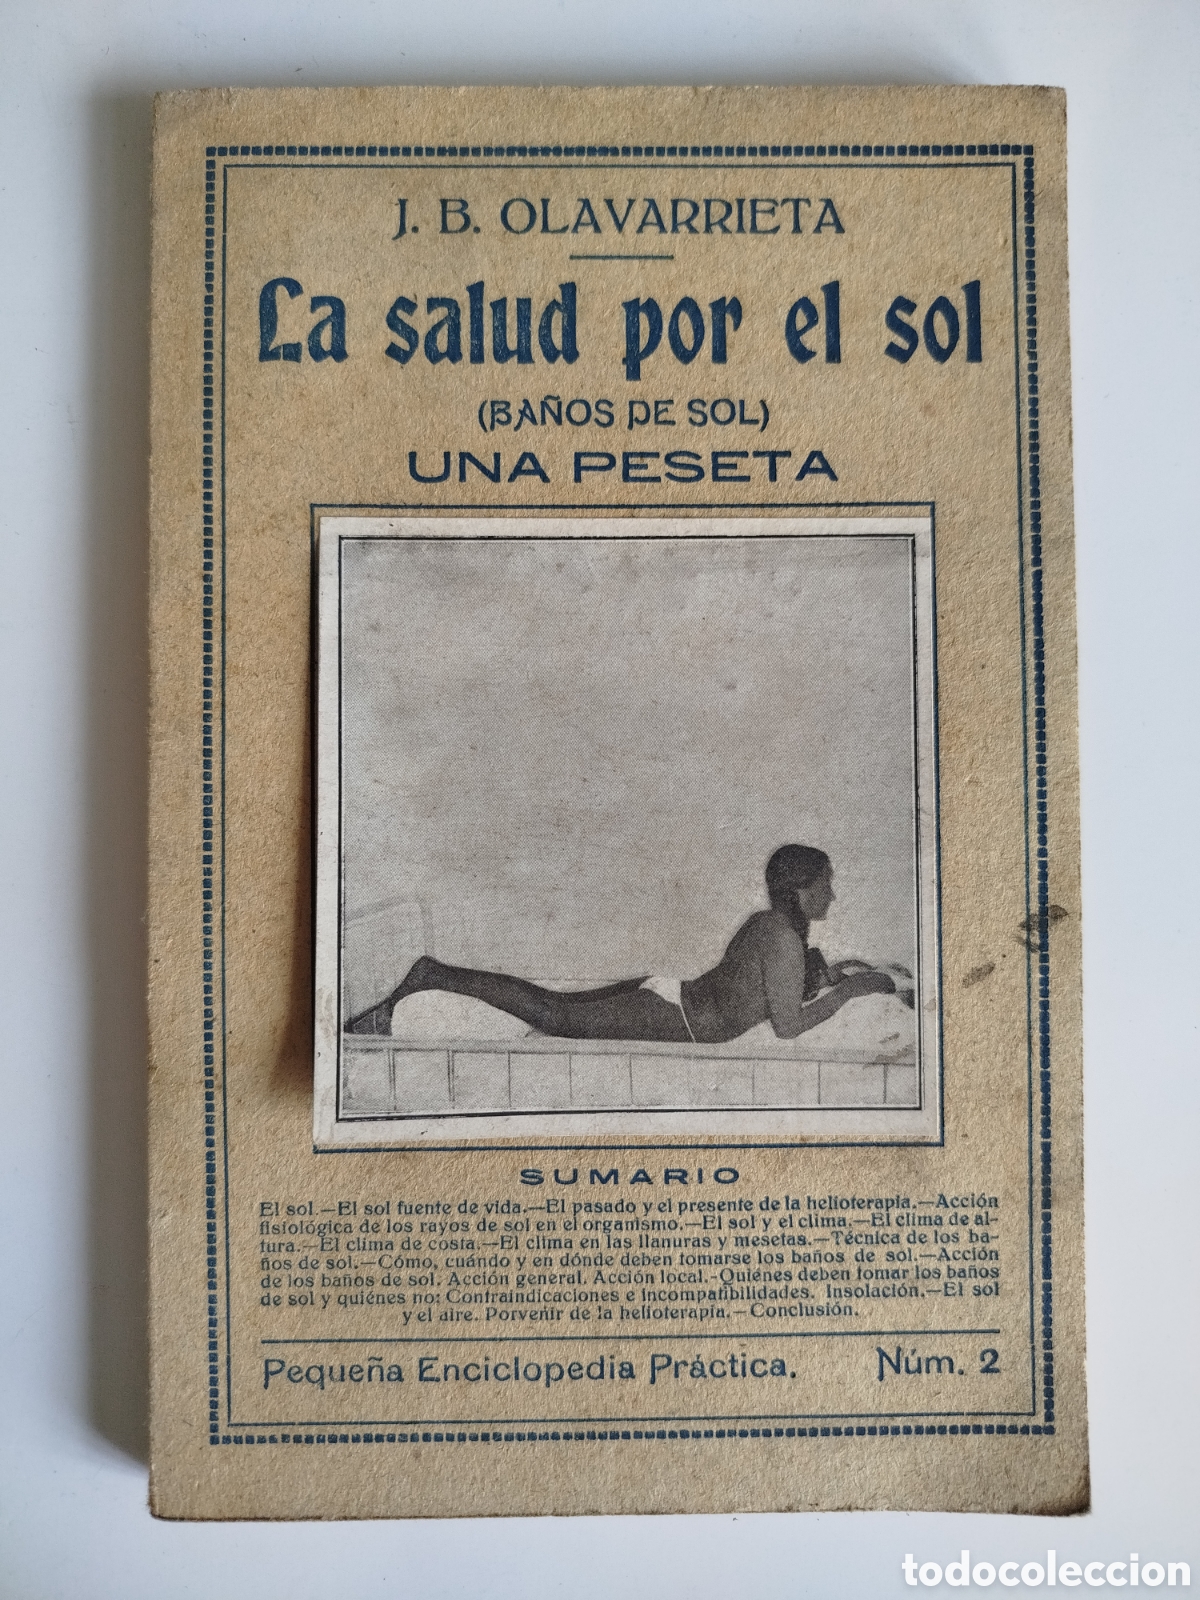 J. B. OLAVARRIETA
La salud por el sol
(BAÑOS DE SOL)
UNA PESETA
SUMARIO
El sol.—El sol fuente de vida.—El pasado y el presente de la helioterapia.—Acción
fisiológica de los rayos de sol en el organismo.—El sol y el clima.—El clima de al-
tura.—El clima de costa.—El clima en las llanuras y mesetas.—Técnica de los ba-
ños de sol.—Cómo, cuándo y en dónde deben tomarse los baños de sol.—Acción
de los baños de sol. Acción general. Acción local.-Quiénes deben tomar los baños
de sol y quiénes no: Contraindicaciones e incompatibilidades. Insolación.—El sol
y el aire. Porvenir de la helioterapia.—Conclusión.
Pequeña Enciclopedia Práctica. Núm. 2
todocoleccion